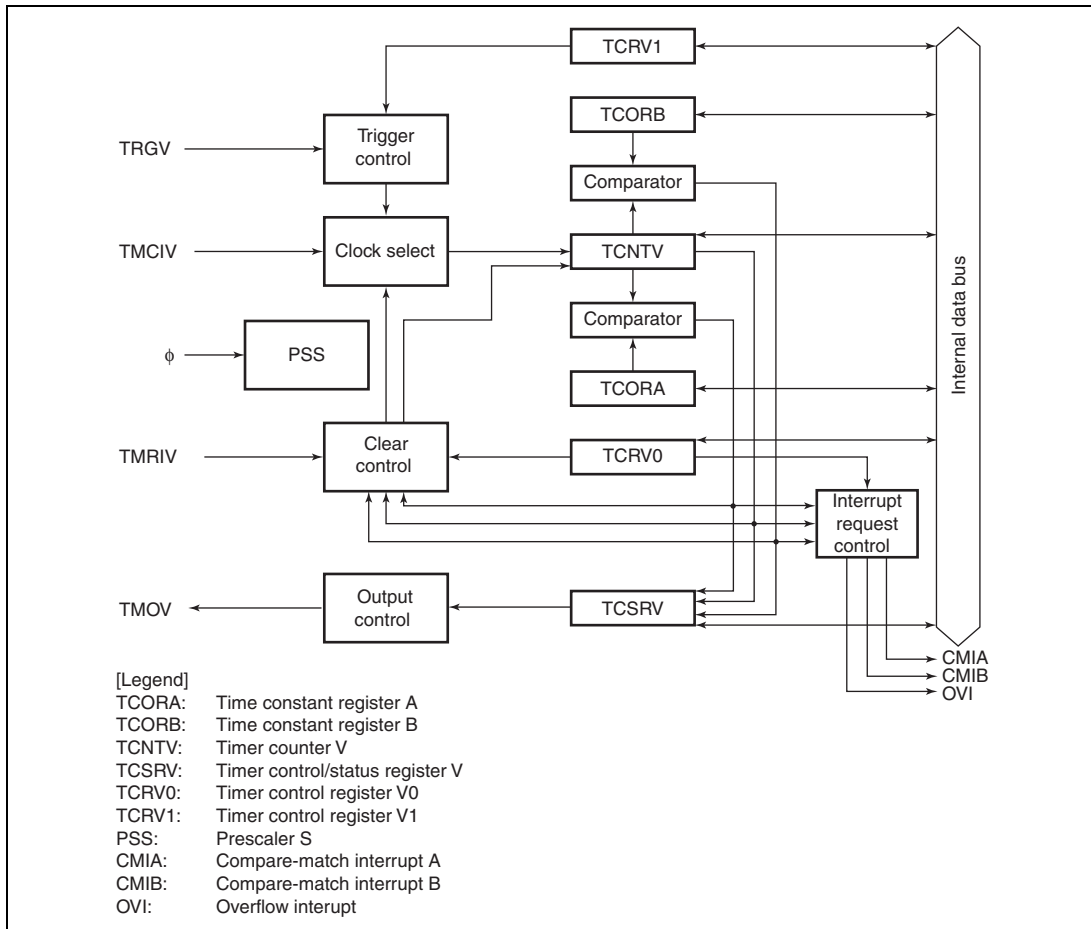 TCRV1
TCORB
TRGV
Trigger
control
Comparator
TMCIV
Clock select
TCNTV
Comparator
φ
PSS
TCORA
Internal data bus
TMRIV
Clear
control
TCRV0
Interrupt
request
control
TMOV
Output
control
TCSRV
CMIA
CMIB
OVI
[Legend]
TCORA: Time constant register A
TCORB: Time constant register B
TCNTV: Timer counter V
TCSRV: Timer control/status register V
TCRV0: Timer control register V0
TCRV1: Timer control register V1
PSS: Prescaler S
CMIA: Compare-match interrupt A
CMIB: Compare-match interrupt B
OVI: Overflow interupt